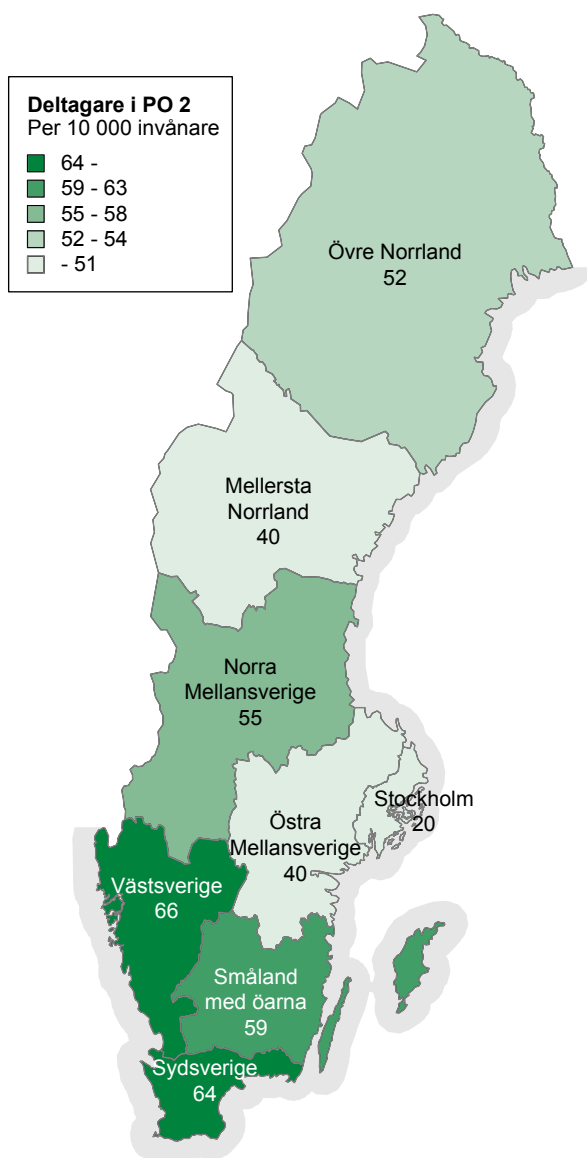 Deltagare i PO 2
Per 10 000 invånare
64 -
59 - 63
55 - 58
52 - 54
- 51
Övre Norrland
52
Mellersta
Norrland
40
Norra
Mellansverige
55
Stockholm
20
Östra
Mellansverige
40
Västsverige
66
Småland
med öarna
59
Sydsverige
64